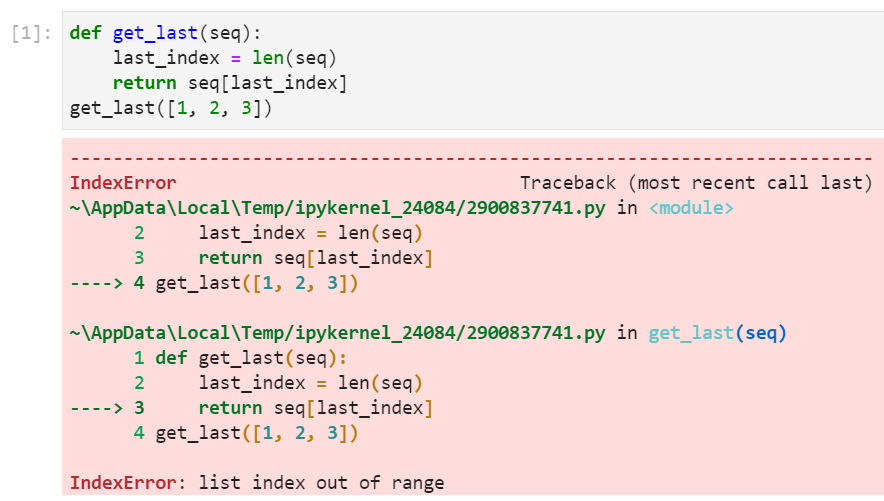 [1]: def get_last(seq):
    last_index = len(seq)
    return seq[last_index]
get_last([1, 2, 3])
---------------------------------------------------------------------------
IndexError                                Traceback (most recent call last)
~\AppData\Local\Temp/ipykernel_24084/2900837741.py in <module>
      2     last_index = len(seq)
      3     return seq[last_index]
----> 4 get_last([1, 2, 3])

~\AppData\Local\Temp/ipykernel_24084/2900837741.py in get_last(seq)
      1 def get_last(seq):
      2     last_index = len(seq)
----> 3     return seq[last_index]
      4 get_last([1, 2, 3])

IndexError: list index out of range